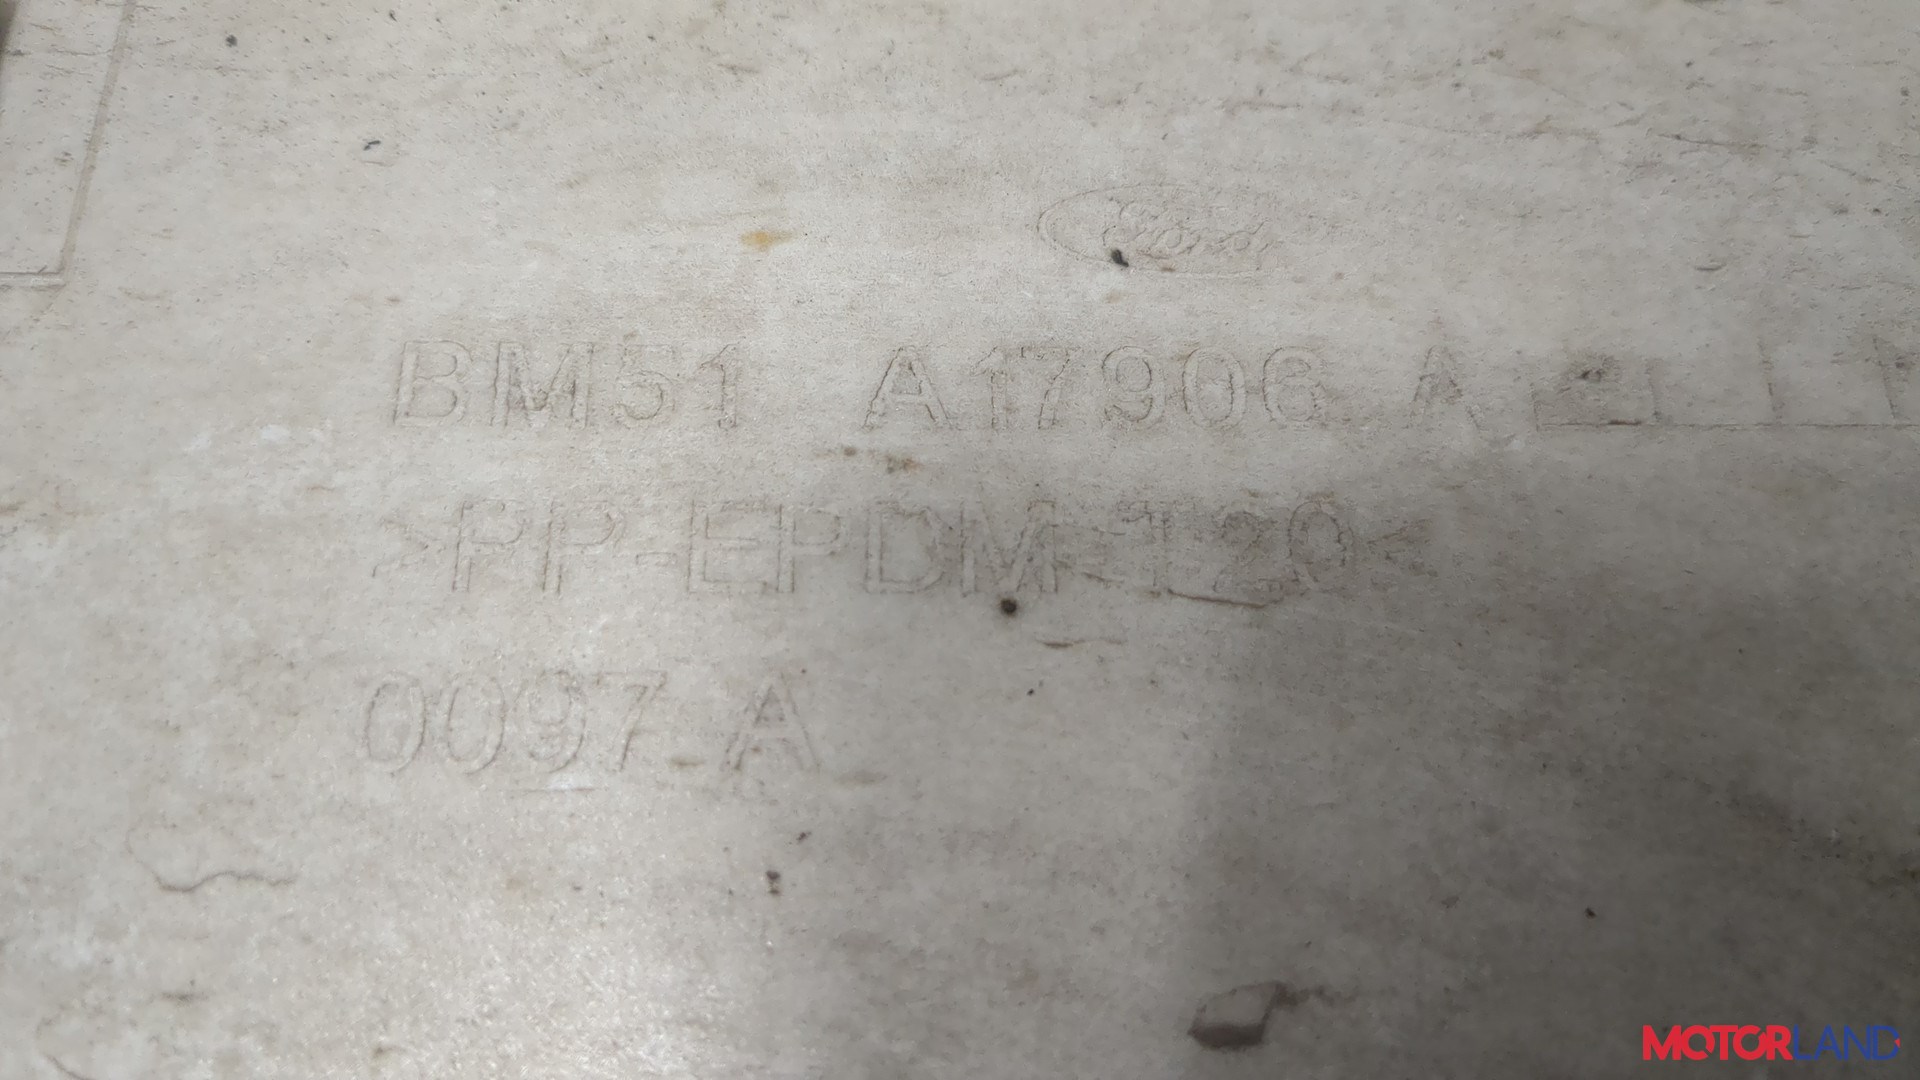 Ford
BM51 A17906 A
>PP-EPDM-T20<
0097 A
MOTORLAND